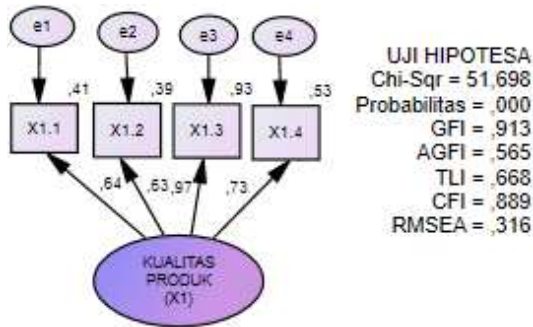 e1 e2 e3 e4
,41 ,39 ,93 ,53
X1.1 X1.2 X1.3 X1.4
,64 ,63 ,97 ,73
KUALITAS
PRODUK
(X1)
UJI HIPOTESA
Chi-Sqr = 51,698
Probabilitas = ,000
GFI = ,913
AGFI = ,565
TLI = ,668
CFI = ,889
RMSEA = ,316